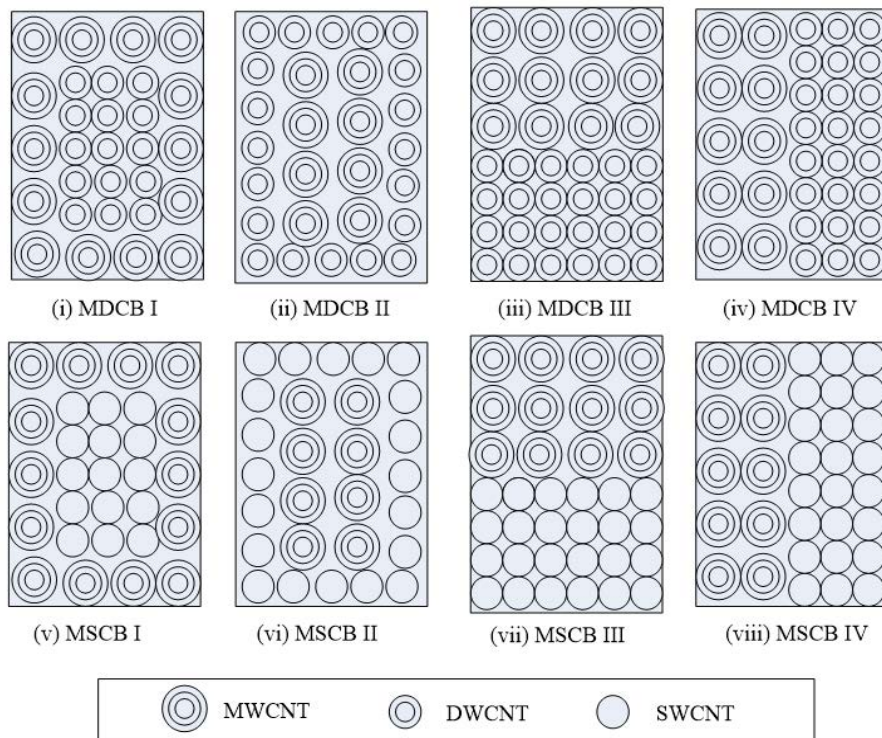 (i) MDCB I (ii) MDCB II (iii) MDCB III (iv) MDCB IV
(v) MSCB I (vi) MSCB II (vii) MSCB III (viii) MSCB IV
MWCNT DWCNT SWCNT